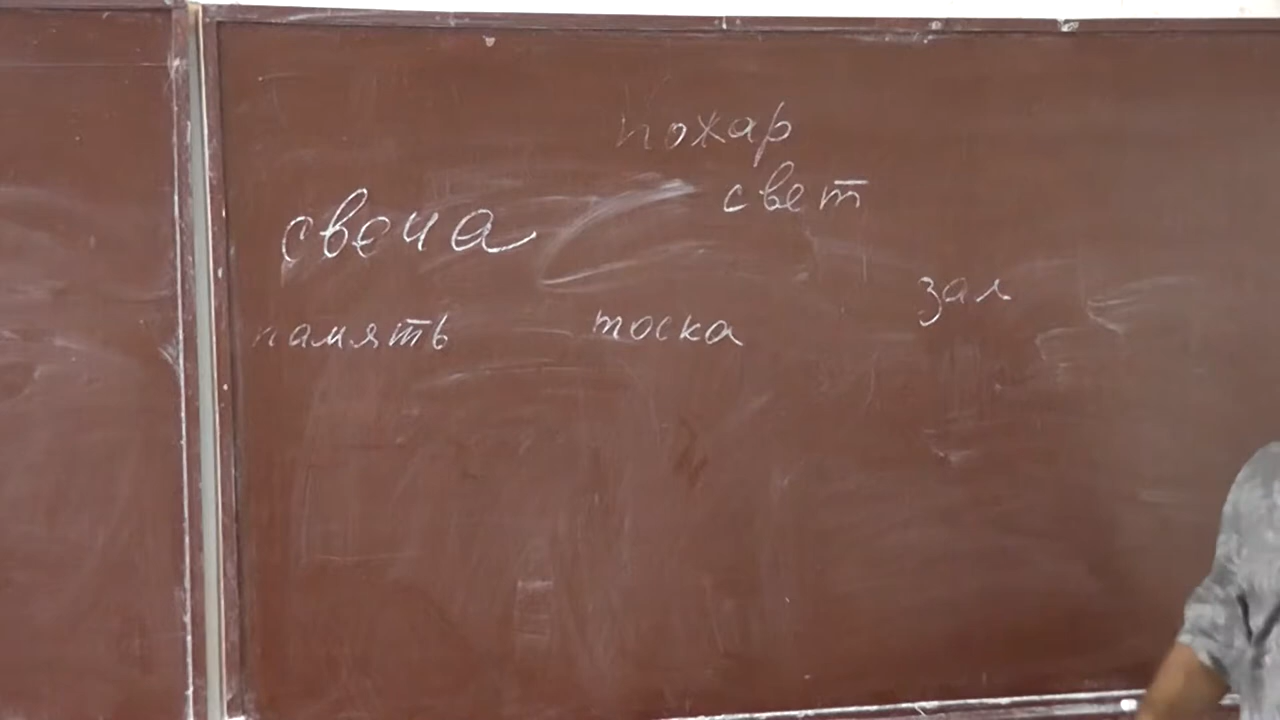 пожар
свет
свеча
зал
память
тоска